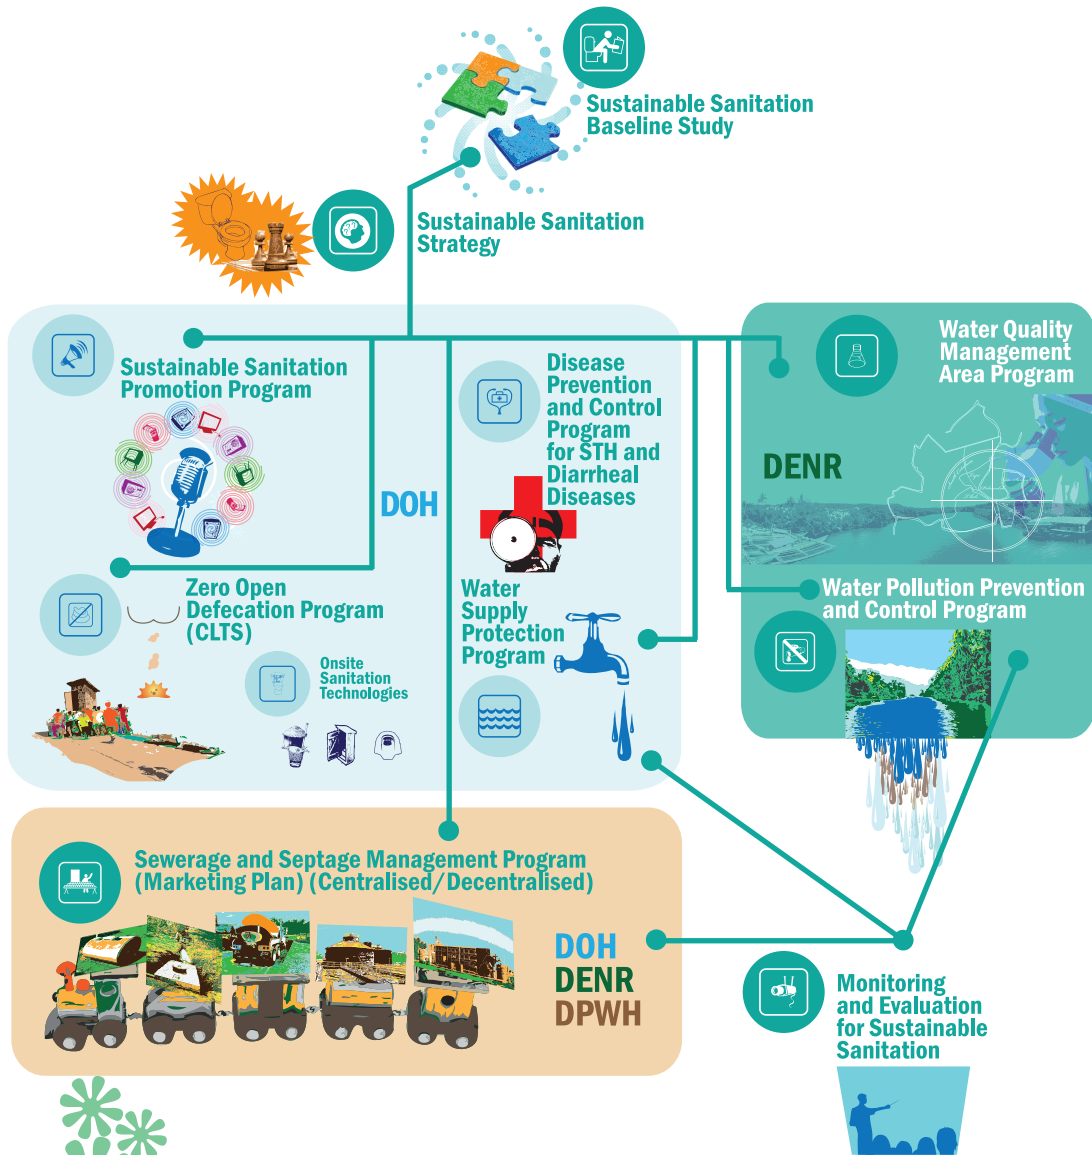 Sustainable Sanitation
Baseline Study
Sustainable Sanitation
Strategy
Sustainable Sanitation
Promotion Program
DOH
Disease
Prevention
and Control
Program
for STH and
Diarrheal
Diseases
Zero Open
Defecation Program
(CLTS)
Onsite
Sanitation
Technologies
Water
Supply
Protection
Program
Water Quality
Management
Area Program
DENR
Water Pollution Prevention
and Control Program
Sewerage and Septage Management Program
(Marketing Plan) (Centralised/Decentralised)
DOH
DENR
DPWH
Monitoring
and Evaluation
for Sustainable
Sanitation